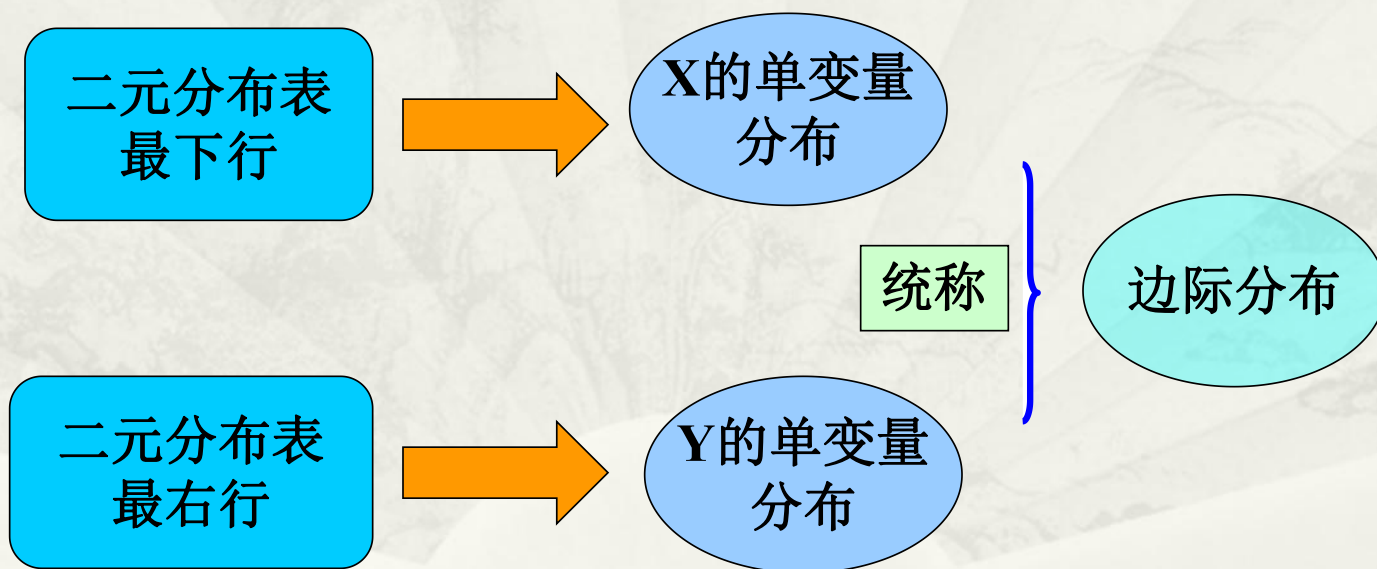 二元分布表
最下行
X的单变量
分布
统称
边际分布
二元分布表
最右行
Y的单变量
分布